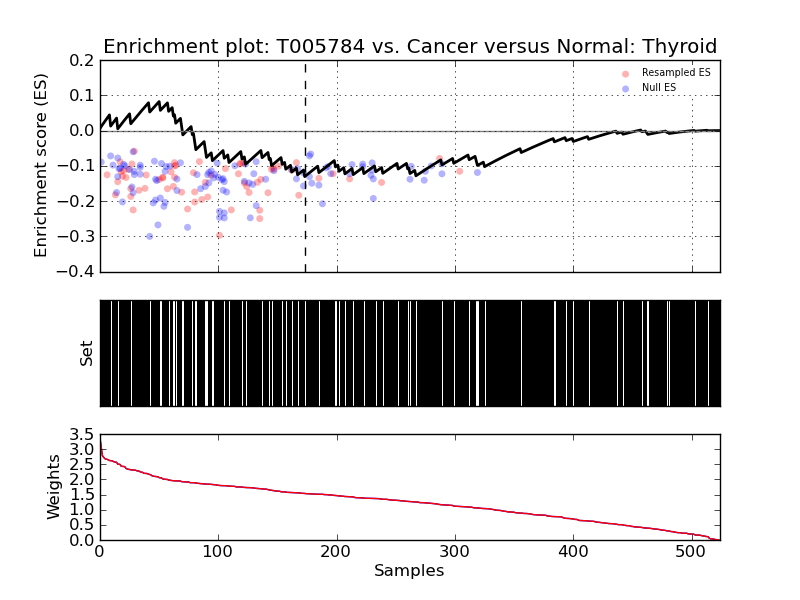 Enrichment plot: T005784 vs. Cancer versus Normal: Thyroid
Enrichment score (ES)
0.2
0.1
0.0
−0.1
−0.2
−0.3
−0.4
Resampled ES
Null ES
Set
Weights
3.5
3.0
2.5
2.0
1.5
1.0
0.5
0.0
0 100 200 300 400 500
Samples